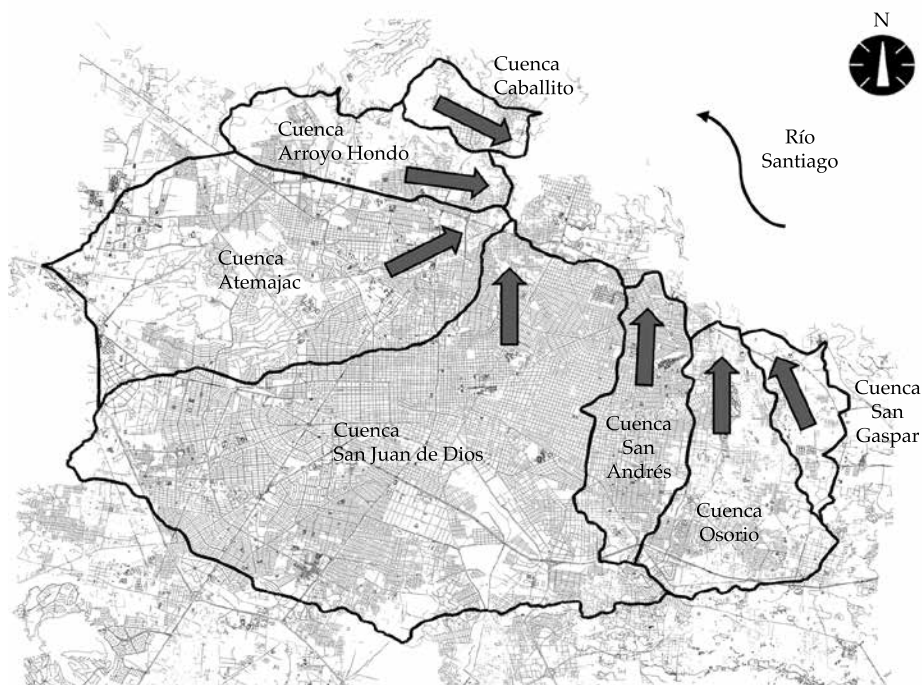 N
Cuenca
Caballito
Cuenca
Arroyo Hondo
Río
Santiago
Cuenca
Atemajac
Cuenca
San Gaspar
Cuenca
San Juan de Dios
Cuenca
San
Andrés
Cuenca
Osorio